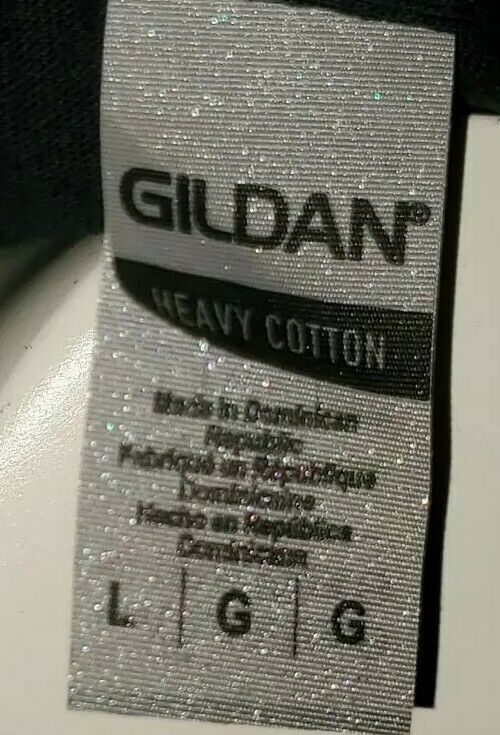 GILDAN®
HEAVY COTTON
Made in Dominican
Republic
Fabriqué en République
Dominicaine
Hecho en República
Dominicana
L | G | G